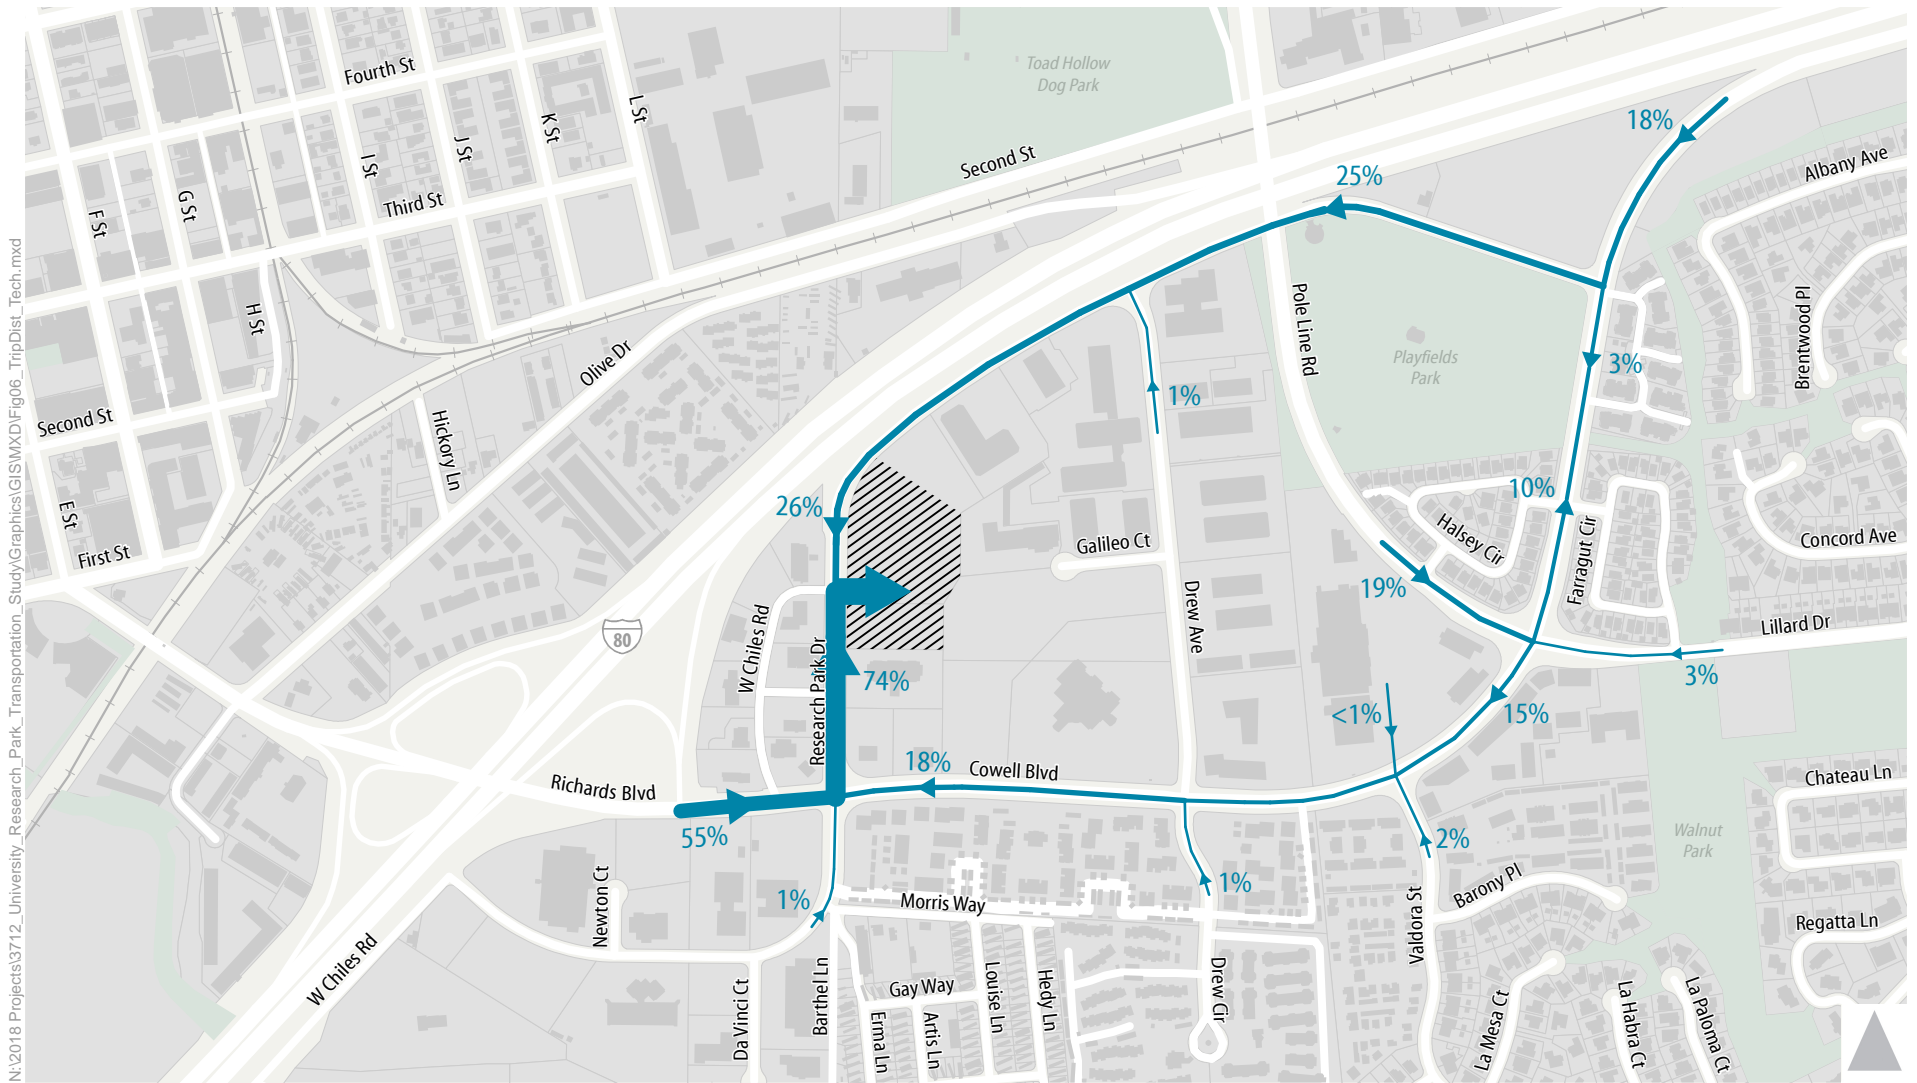 Toad Hollow
Dog Park
Fourth St
L St
K St
J St
I St
18%
Second St
Albany Ave
25%
G St
F St
Third St
N:\2018 Projects\3712_University_Research_Park_Transportation_Study\Graphics\GIS\MXD\Fig06_TripDist_Tech.mxd
H St
Pole Line Rd
Brentwood Pl
Playfields
Park
3%
Olive Dr
1%
Second St
Hickory Ln
10%
26%
E St
First St
Halsey Cir
Farragut Cir
Concord Ave
Galileo Ct
19%
Drew Ave
Lillard Dr
80
W Chiles Rd
Research Park Dr
74%
3%
<1%
15%
18%
Cowell Blvd
Chateau Ln
Richards Blvd
55%
2%
Walnut
Park
1%
1%
Newton Ct
Morris Way
Barony Pl
Valdora St
Regatta Ln
W Chiles Rd
Da Vinci Ct
Barthel Ln
Gay Way
Erma Ln
Artis Ln
Louise Ln
Hedy Ln
Drew Cir
La Mesa Ct
La Habra Ct
La Paloma Ct